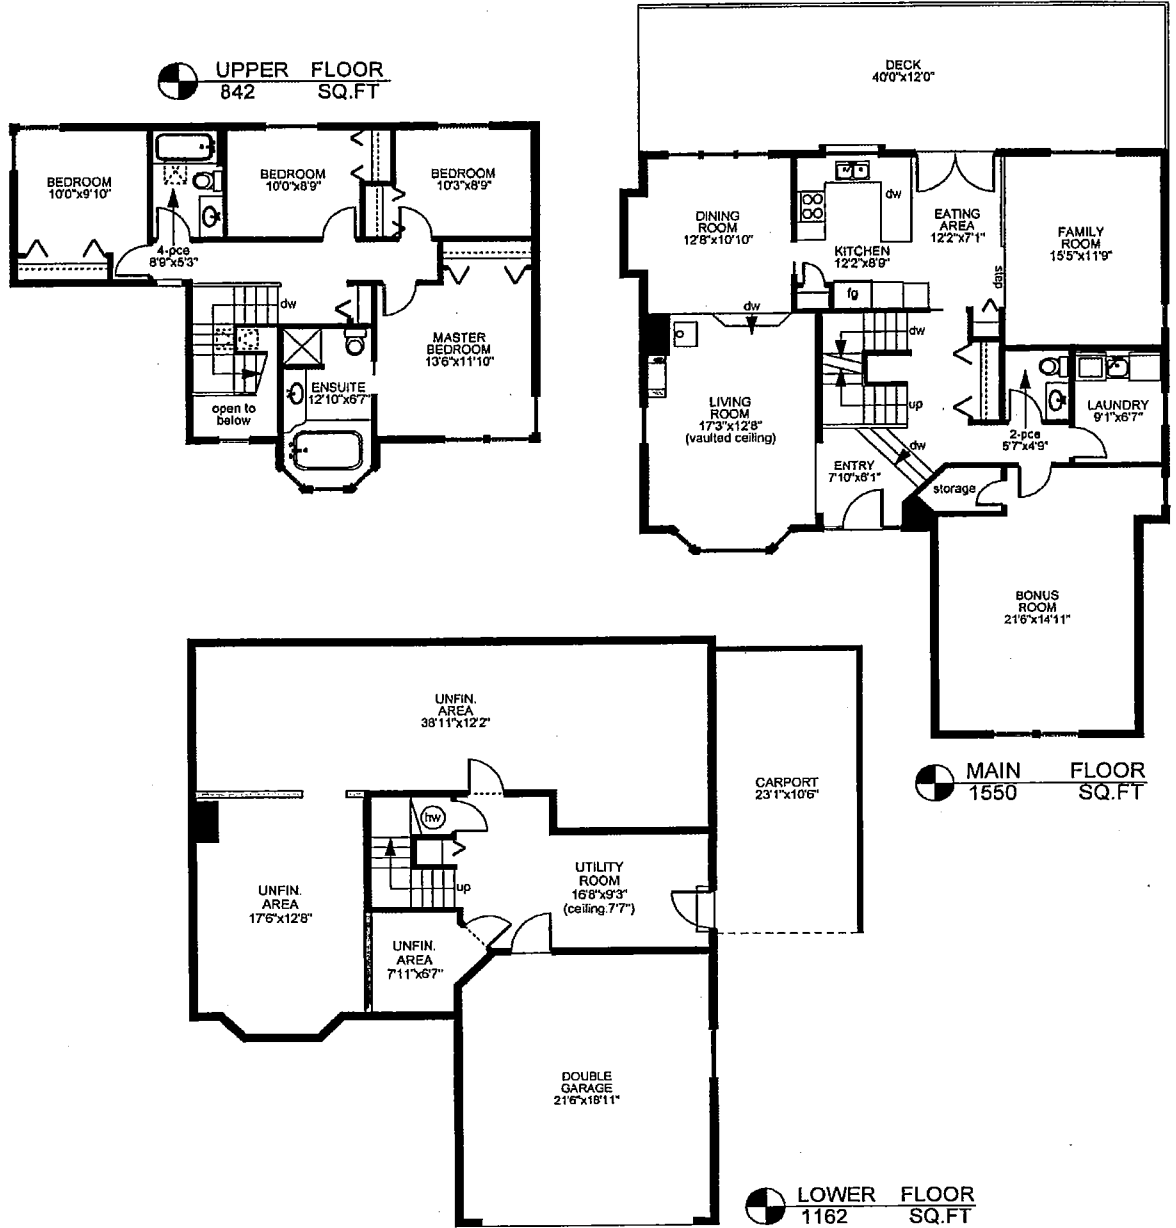 UPPER FLOOR
842 SQ.FT
BEDROOM
10'0"x9'10"
4-pce
8'9"x5'3"
BEDROOM
10'0"x8'9"
BEDROOM
10'3"x8'9"
dw
MASTER
BEDROOM
13'6"x11'10"
ENSUITE
12'10"x6'7"
open to
below
DECK
40'0"x12'0"
DINING
ROOM
12'8"x10'10"
dw
KITCHEN
12'2"x8'9"
EATING
AREA
12'2"x7'1"
FAMILY
ROOM
15'5"x11'9"
step
fg
dw
dw
up
LIVING
ROOM
17'3"x12'8"
(vaulted ceiling)
ENTRY
7'10"x6'1"
dw
2-pce
5'7"x4'9"
LAUNDRY
9'1"x6'7"
storage
BONUS
ROOM
21'6"x14'11"
MAIN FLOOR
1550 SQ.FT
UNFIN.
AREA
38'11"x12'2"
CARPORT
23'1"x10'6"
hw
up
UTILITY
ROOM
16'8"x9'3"
(ceiling:7'7")
UNFIN.
AREA
17'6"x12'8"
UNFIN.
AREA
7'11"x6'7"
DOUBLE
GARAGE
21'6"x18'11"
LOWER FLOOR
1162 SQ.FT